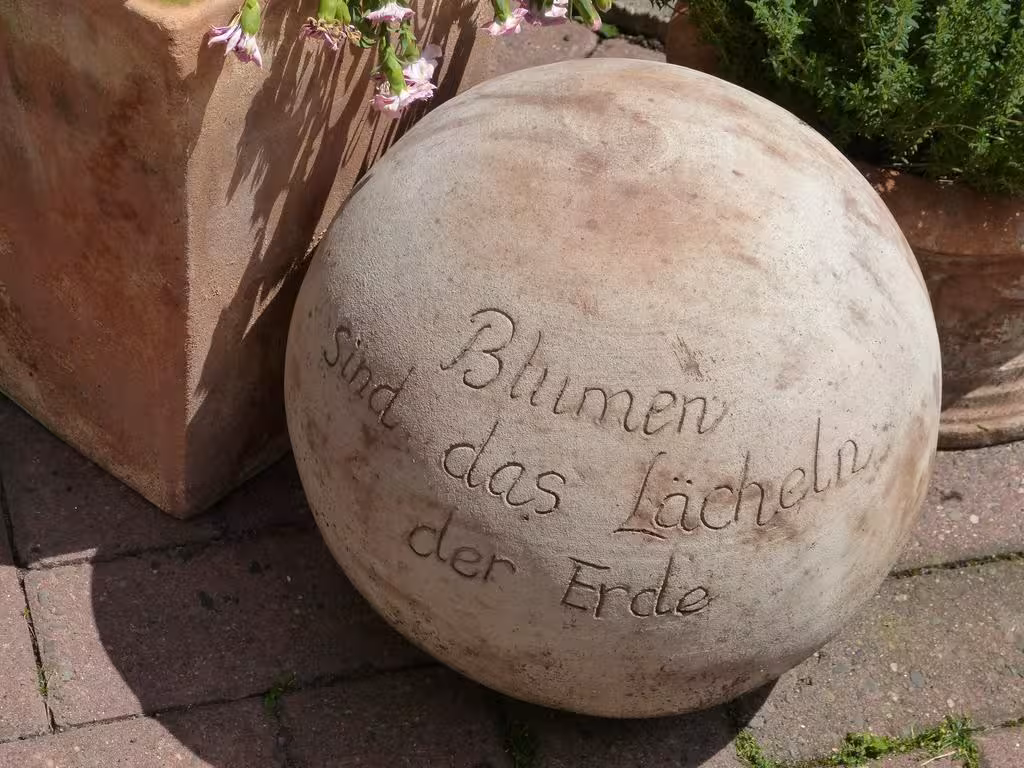 Blumen
sind das Lächeln
der Erde